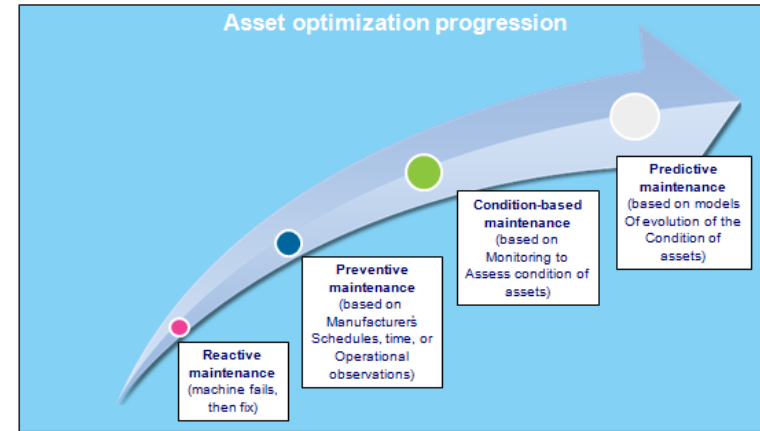 Asset optimization progression
Reactive
maintenance
(machine fails,
then fix)
Preventive
maintenance
(based on
Manufacturer's
Schedules, time, or
Operational
observations)
Condition-based
maintenance
(based on
Monitoring to
Assess condition of
assets)
Predictive
maintenance
(based on models
Of evolution of the
Condition of
assets)